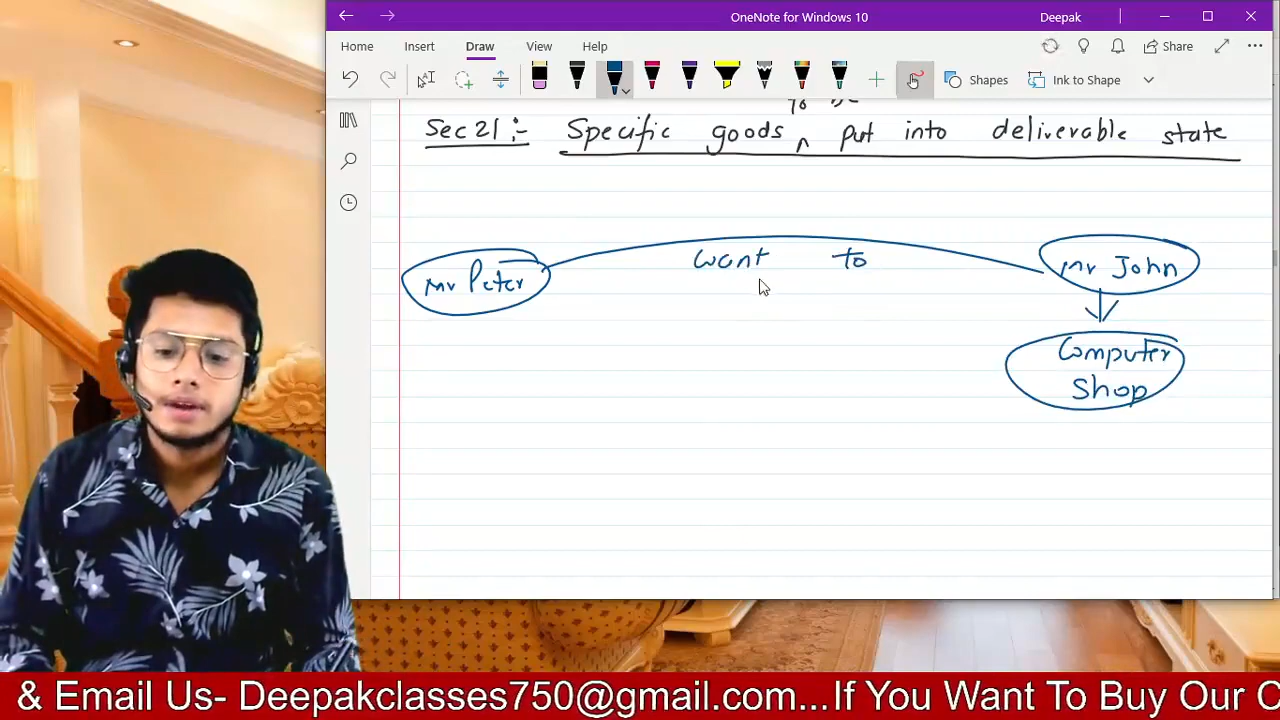 OneNote for Windows 10
Deepak
Home Insert Draw View Help
Share
Shapes
Ink to Shape
to be
Sec 21 :- Specific goods ^ put into deliverable state
want to
Mr Peter
Mr John
Computer
Shop
& Email Us- Deepakclasses750@gmail.com...If You Want To Buy Our C